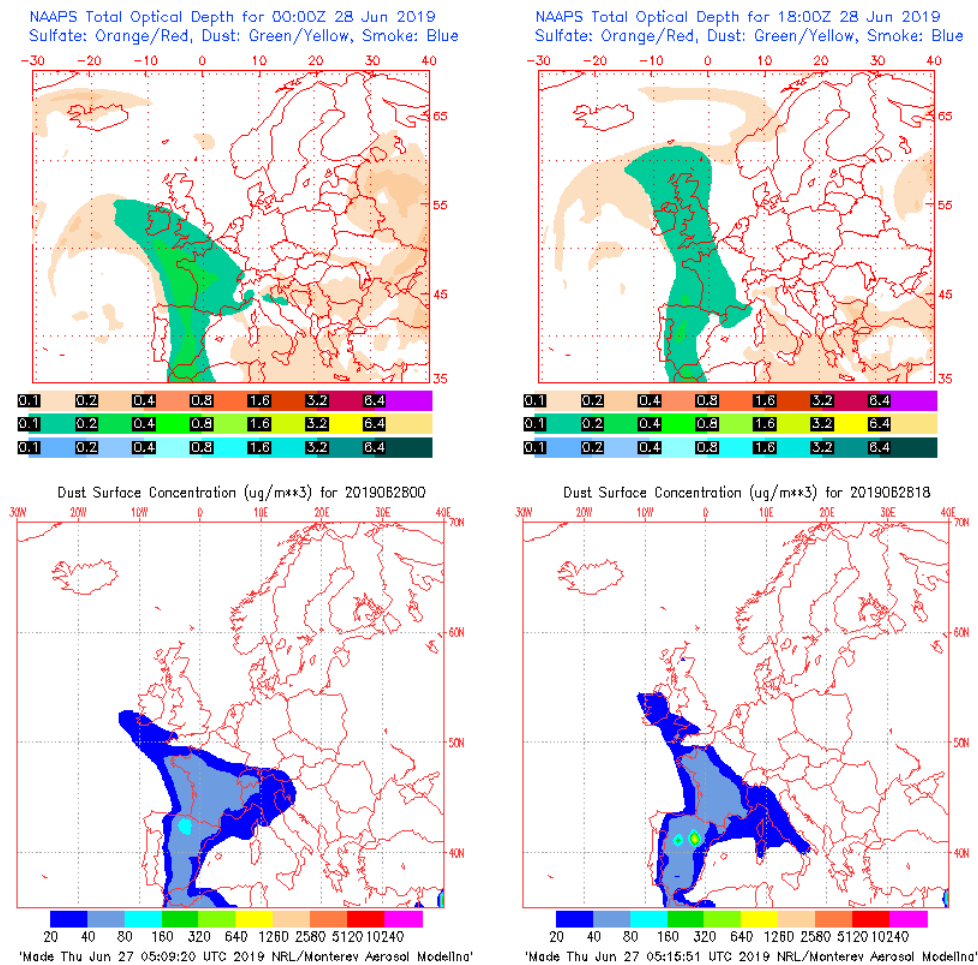 NAAPS Total Optical Depth for 00:00Z 28 Jun 2019
Sulfate: Orange/Red, Dust: Green/Yellow, Smoke: Blue
-30 -20 -10 0 10 20 30 40
65
55
45
35
0.1 0.2 0.4 0.8 1.6 3.2 6.4
0.1 0.2 0.4 0.8 1.6 3.2 6.4
0.1 0.2 0.4 0.8 1.6 3.2 6.4
NAAPS Total Optical Depth for 18:00Z 28 Jun 2019
Sulfate: Orange/Red, Dust: Green/Yellow, Smoke: Blue
-30 -20 -10 0 10 20 30 40
65
55
45
35
0.1 0.2 0.4 0.8 1.6 3.2 6.4
0.1 0.2 0.4 0.8 1.6 3.2 6.4
0.1 0.2 0.4 0.8 1.6 3.2 6.4
Dust Surface Concentration (ug/m**3) for 2019062800
30W 20W 10W 0 10E 20E 30E 40E
70N
60N
50N
40N
20 40 80 160 320 640 1260 2580 5120 10240
'Made Thu Jun 27 05:09:20 UTC 2019 NRL/Monterey Aerosol Modeling'
Dust Surface Concentration (ug/m**3) for 2019062818
30W 20W 10W 0 10E 20E 30E 40E
70N
60N
50N
40N
20 40 80 160 320 640 1260 2580 5120 10240
'Made Thu Jun 27 05:15:51 UTC 2019 NRL/Monterey Aerosol Modeling'